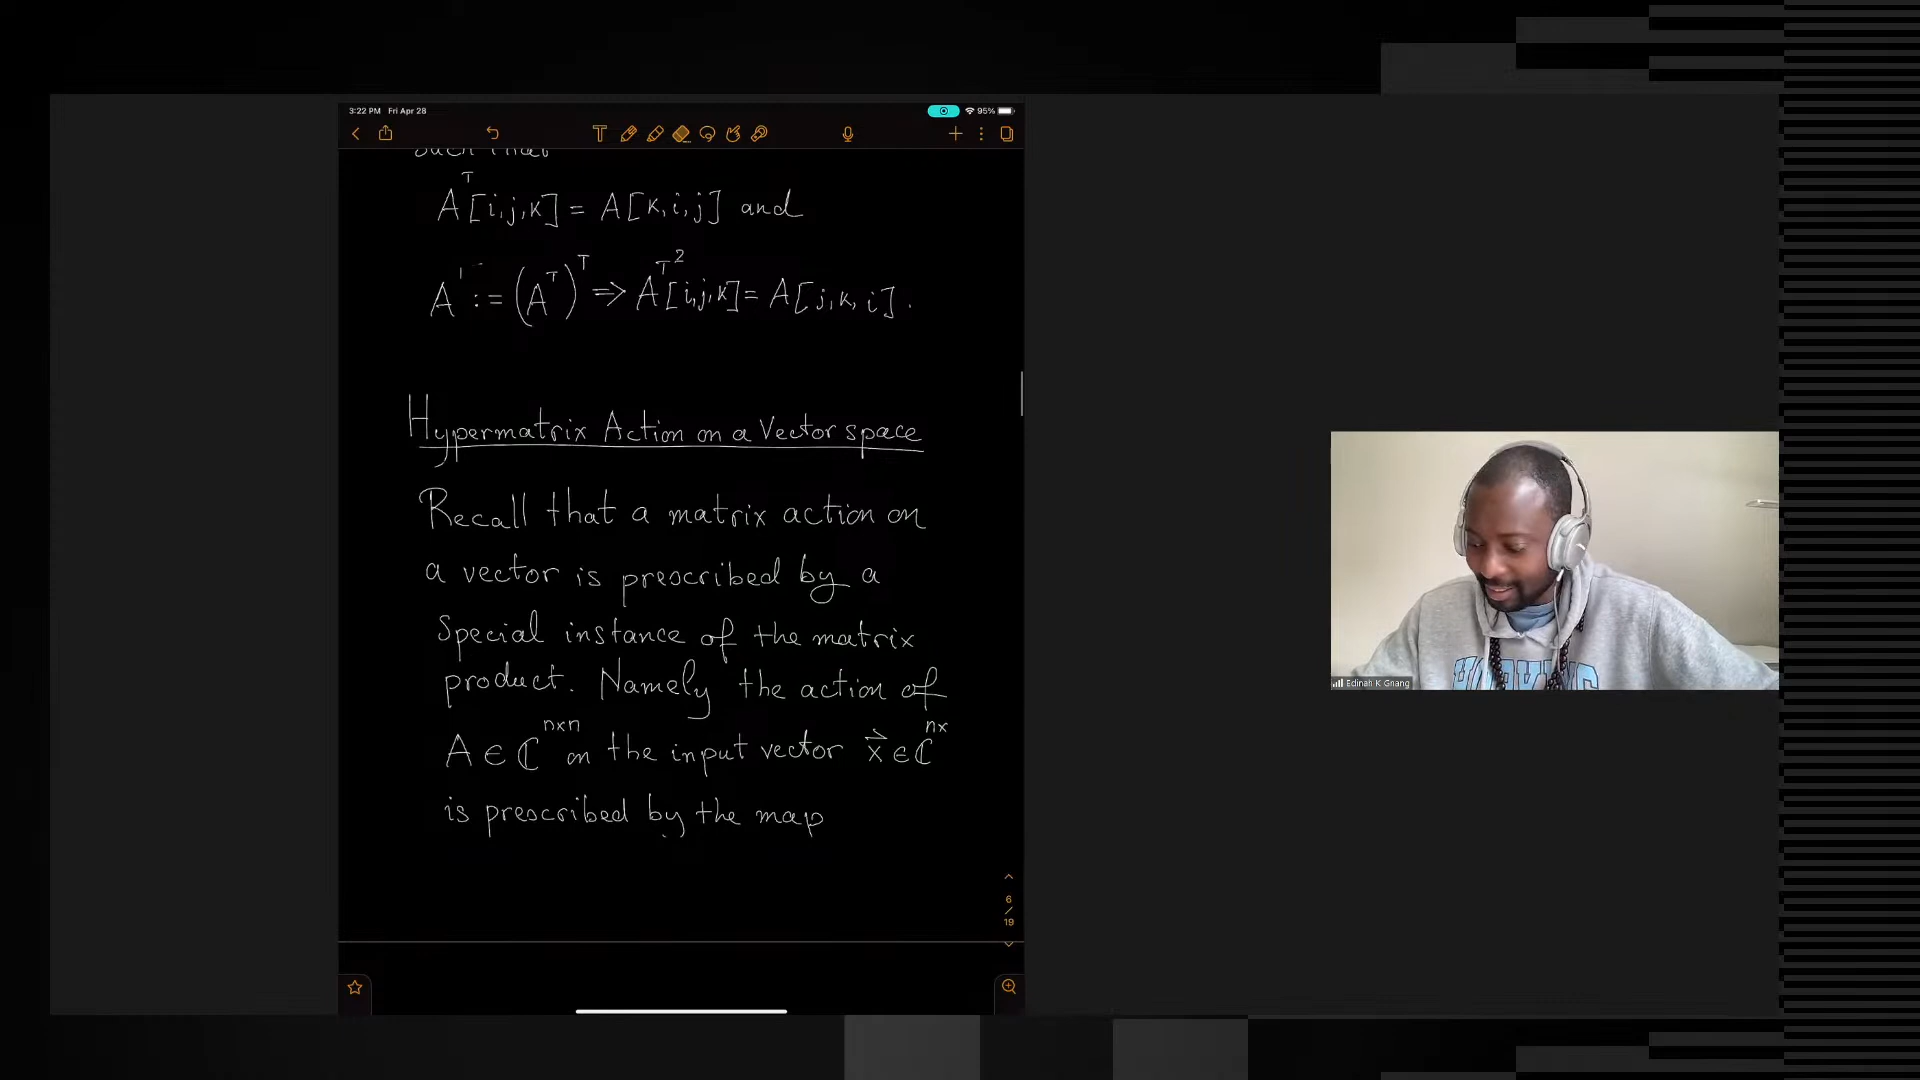 3:22 PM Fri Apr 28
95%
such that
A^T[i,j,k] = A[k,i,j] and
A := (A^T)^T ⇒ A^{T^2}[i,j,k] = A[j,k,i].
Hypermatrix Action on a Vector space
Recall that a matrix action on
a vector is prescribed by a
Special instance of the matrix
product. Namely the action of
A ∈ ℂ^{n×n} on the input vector x⃗ ∈ ℂ^{n×}
is prescribed by the map
6
/
19
Edinah K Gnang